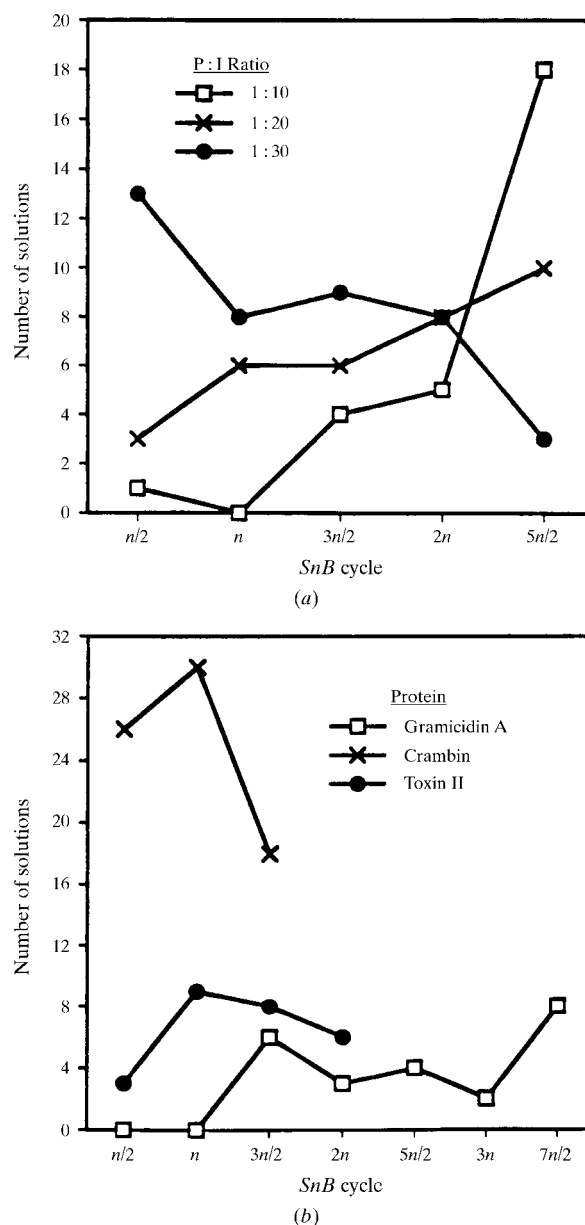 20
18
16
14
12
10
8
6
4
2
0
Number of solutions
P : I Ratio
1 : 10
1 : 20
1 : 30
n/2 n 3n/2 2n 5n/2
SnB cycle
(a)
32
28
24
20
16
12
8
4
0
Number of solutions
Protein
Gramicidin A
Crambin
Toxin II
n/2 n 3n/2 2n 5n/2 3n 7n/2
SnB cycle
(b)